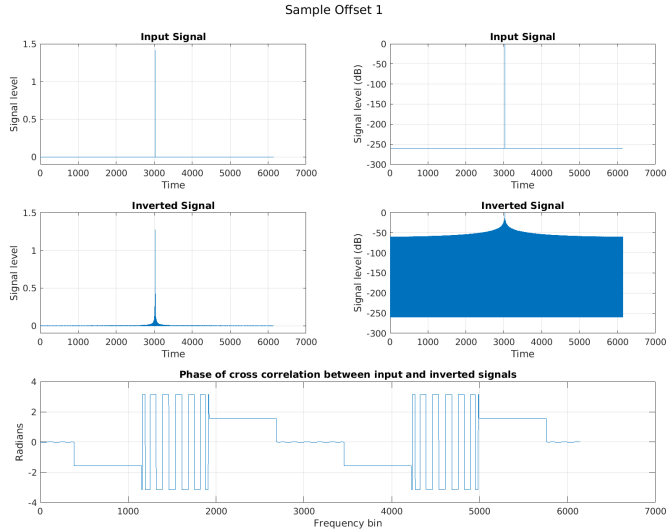 Sample Offset 1
Input Signal
Signal level
1.5
1
0.5
0
0 1000 2000 3000 4000 5000 6000 7000
Time
Input Signal
Signal level (dB)
0
-50
-100
-150
-200
-250
-300
0 1000 2000 3000 4000 5000 6000 7000
Time
Inverted Signal
Signal level
1.5
1
0.5
0
0 1000 2000 3000 4000 5000 6000 7000
Time
Inverted Signal
Signal level (dB)
0
-50
-100
-150
-200
-250
-300
0 1000 2000 3000 4000 5000 6000 7000
Time
Phase of cross correlation between input and inverted signals
Radians
4
2
0
-2
-4
0 1000 2000 3000 4000 5000 6000 7000
Frequency bin